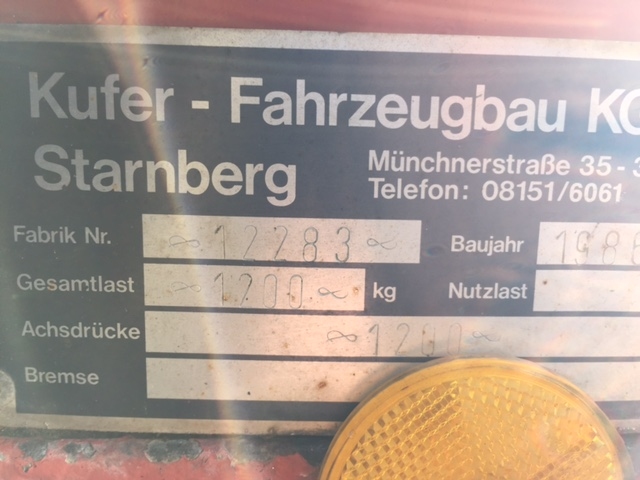 Kufer - Fahrzeugbau KG
Starnberg
Münchnerstraße 35 -
Telefon: 08151/6061
Fabrik Nr. ∞12283∞ Baujahr
Gesamtlast ∞1200∞ kg Nutzlast
Achsdrücke ∞1200∞
Bremse